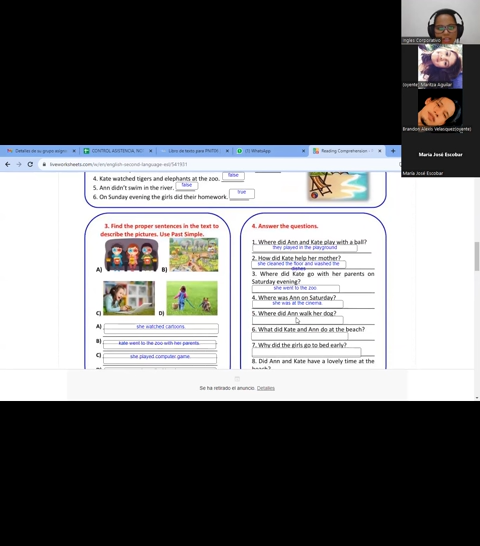 Ingles Corporativo
(oyente) Maritza Aguilar
Brandon Alexis Velacquez(oyente)
María José Escobar
María José Escobar
Detalles de su grupo asigna
CONTROL ASISTENCIA, NO
Libro de texto para
(2) WhatsApp
Reading Comprehension -
liveworksheets.com/w/en/english-second-language-esl/541931
4. Kate watched tigers and elephants at the zoo. false
5. Ann didn't swim in the river. false
6. On Sunday evening the girls did their homework. true
3. Find the proper sentences in the text to
describe the pictures. Use Past Simple.
A)
B)
C)
D)
A) she watched cartoons.
B) kate went to the zoo with her parents.
C) she played computer game.
4. Answer the questions.
1. Where did Ann and Kate play with a ball?
they played in the playground
2. How did Kate help her mother?
she cleaned the floor and washed the
dishes
3. Where did Kate go with her parents on
Saturday evening?
she went to the zoo
4. Where was Ann on Saturday?
she was at the cinema
5. Where did Ann walk her dog?
6. What did Kate and Ann do at the beach?
7. Why did the girls go to bed early?
8. Did Ann and Kate have a lovely time at the
beach?
Se ha retirado el anuncio. Detalles